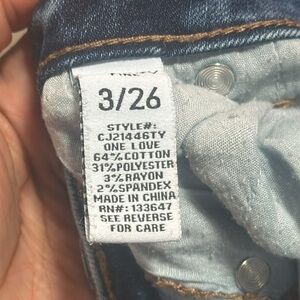 3/26
STYLE#:
CJ21446TY
ONE LOVE
64%COTTON
31%POLYESTER
3%RAYON
2%SPANDEX
MADE IN CHINA
RN#: 133647
SEE REVERSE
FOR CARE